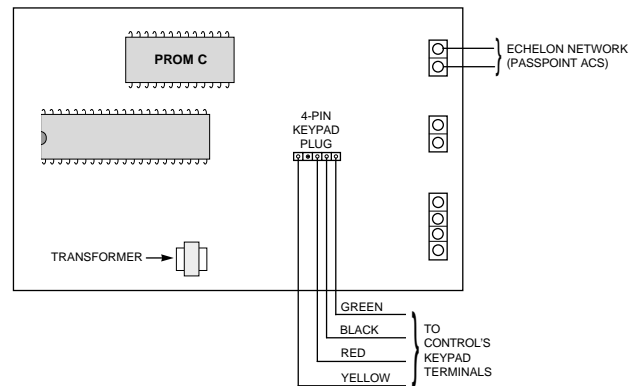 PROM C
ECHELON NETWORK
(PASSPOINT ACS)
4-PIN
KEYPAD
PLUG
TRANSFORMER
GREEN
BLACK
RED
YELLOW
TO
CONTROL'S
KEYPAD
TERMINALS